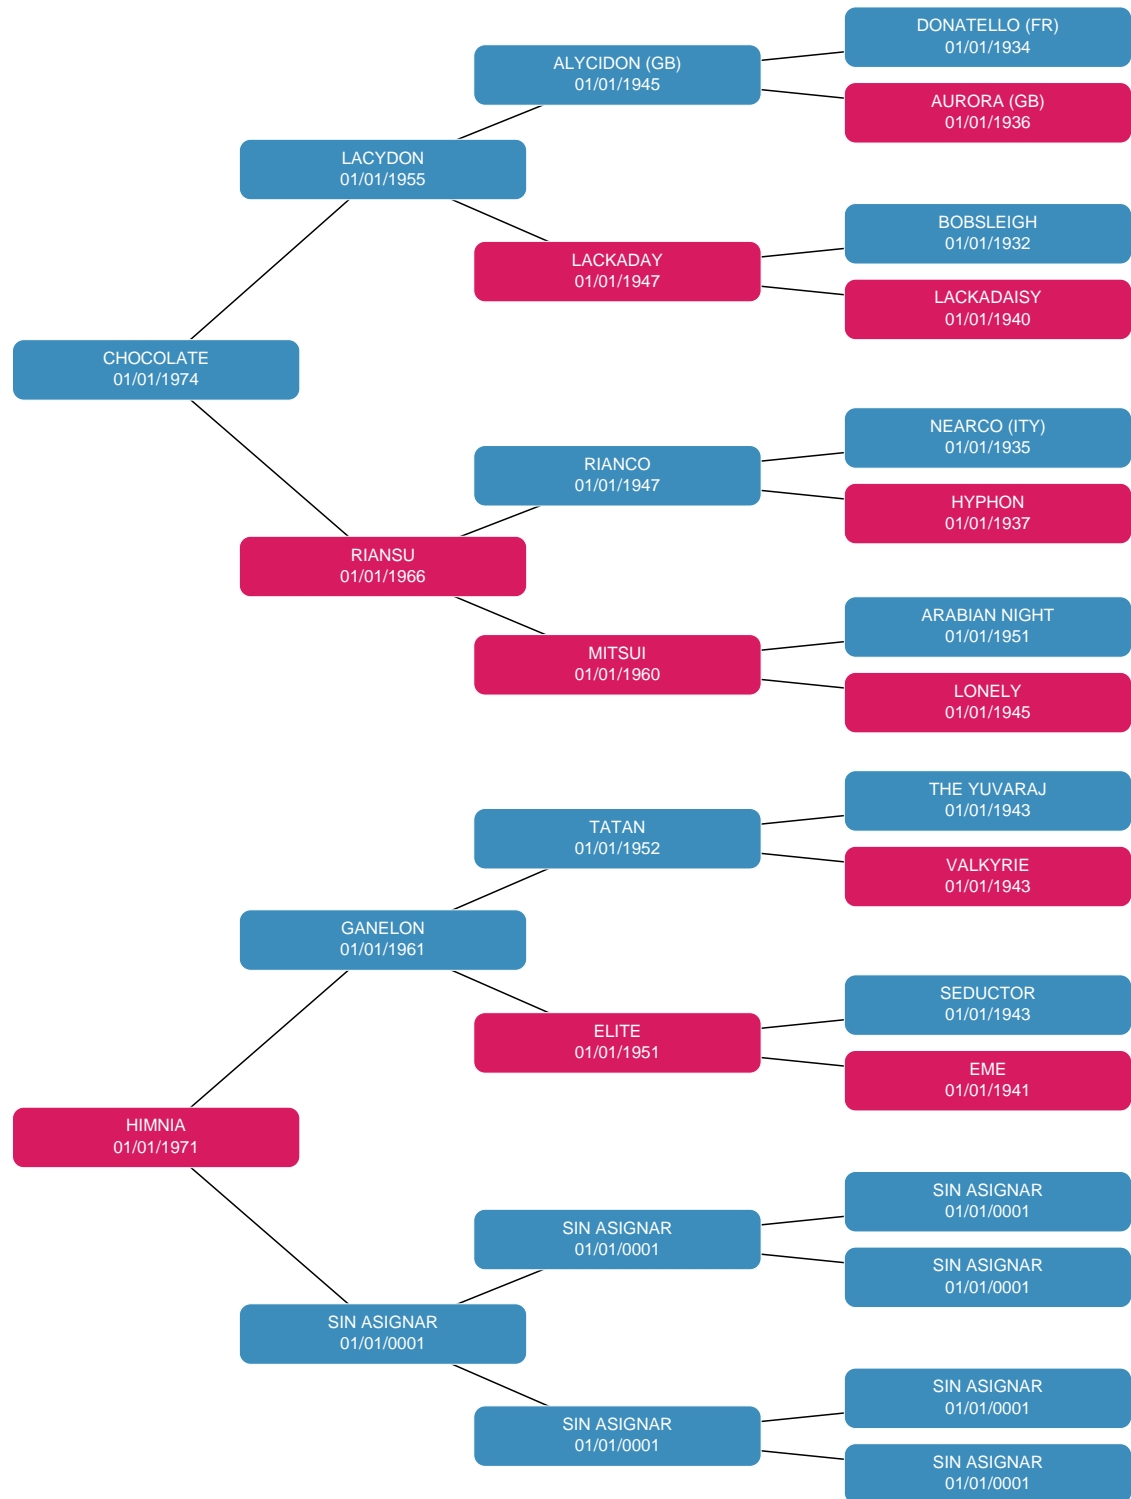 DONATELLO (FR)
01/01/1934
ALYCIDON (GB)
01/01/1945
AURORA (GB)
01/01/1936
LACYDON
01/01/1955
BOBSLEIGH
01/01/1932
LACKADAY
01/01/1947
LACKADAISY
01/01/1940
CHOCOLATE
01/01/1974
NEARCO (ITY)
01/01/1935
RIANCO
01/01/1947
HYPHON
01/01/1937
RIANSU
01/01/1966
ARABIAN NIGHT
01/01/1951
MITSUI
01/01/1960
LONELY
01/01/1945
THE YUVARAJ
01/01/1943
TATAN
01/01/1952
VALKYRIE
01/01/1943
GANELON
01/01/1961
SEDUCTOR
01/01/1943
ELITE
01/01/1951
EME
01/01/1941
HIMNIA
01/01/1971
SIN ASIGNAR
01/01/0001
SIN ASIGNAR
01/01/0001
SIN ASIGNAR
01/01/0001
SIN ASIGNAR
01/01/0001
SIN ASIGNAR
01/01/0001
SIN ASIGNAR
01/01/0001
SIN ASIGNAR
01/01/0001